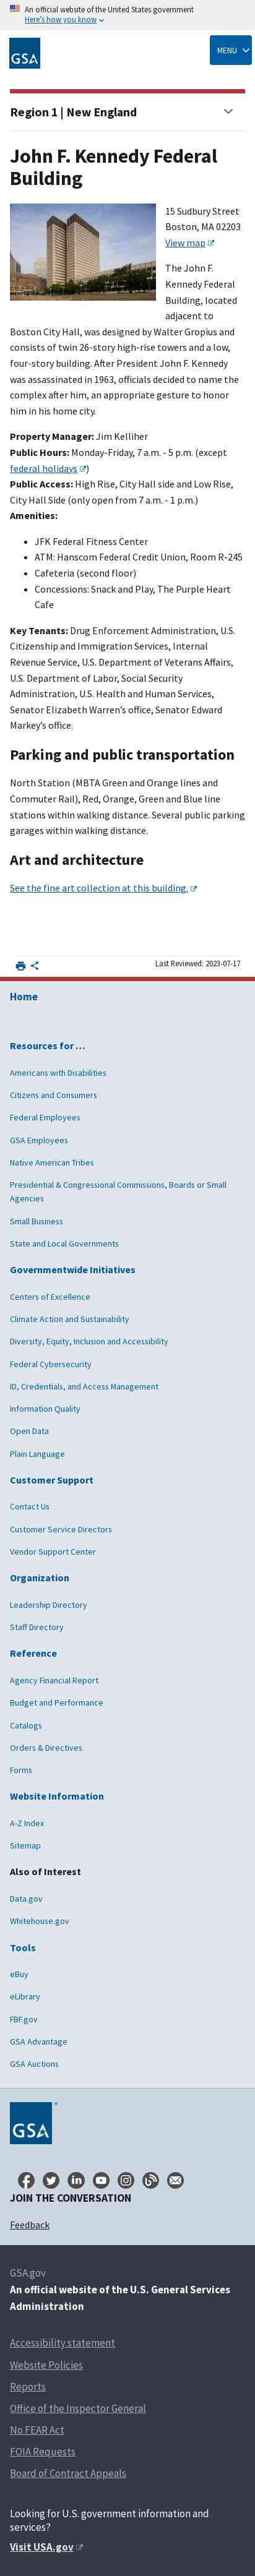 An official website of the United States government
Here's how you know
GSA
MENU
Region 1 | New England
John F. Kennedy Federal
Building
15 Sudbury Street
Boston, MA 02203
View map
The John F.
Kennedy Federal
Building, located
adjacent to
Boston City Hall, was designed by Walter Gropius and
consists of twin 26-story high-rise towers and a low,
four-story building. After President John F. Kennedy
was assassinated in 1963, officials decided to name the
complex after him, an appropriate gesture to honor
him in his home city.
Property Manager: Jim Kelliher
Public Hours: Monday-Friday, 7 a.m. - 5 p.m. (except
federal holidays)
Public Access: High Rise, City Hall side and Low Rise,
City Hall Side (only open from 7 a.m. - 1 p.m.)
Amenities:
• JFK Federal Fitness Center
• ATM: Hanscom Federal Credit Union, Room R-245
• Cafeteria (second floor)
• Concessions: Snack and Play, The Purple Heart
Cafe
Key Tenants: Drug Enforcement Administration, U.S.
Citizenship and Immigration Services, Internal
Revenue Service, U.S. Department of Veterans Affairs,
U.S. Department of Labor, Social Security
Administration, U.S. Health and Human Services,
Senator Elizabeth Warren's office, Senator Edward
Markey's office.
Parking and public transportation
North Station (MBTA Green and Orange lines and
Commuter Rail), Red, Orange, Green and Blue line
stations within walking distance. Several public parking
garages within walking distance.
Art and architecture
See the fine art collection at this building.
Last Reviewed: 2023-07-17
Home
Resources for …
Americans with Disabilities
Citizens and Consumers
Federal Employees
GSA Employees
Native American Tribes
Presidential & Congressional Commissions, Boards or Small
Agencies
Small Business
State and Local Governments
Governmentwide Initiatives
Centers of Excellence
Climate Action and Sustainability
Diversity, Equity, Inclusion and Accessibility
Federal Cybersecurity
ID, Credentials, and Access Management
Information Quality
Open Data
Plain Language
Customer Support
Contact Us
Customer Service Directors
Vendor Support Center
Organization
Leadership Directory
Staff Directory
Reference
Agency Financial Report
Budget and Performance
Catalogs
Orders & Directives
Forms
Website Information
A-Z Index
Sitemap
Also of Interest
Data.gov
Whitehouse.gov
Tools
eBuy
eLibrary
FBF.gov
GSA Advantage
GSA Auctions
GSA
JOIN THE CONVERSATION
Feedback
GSA.gov
An official website of the U.S. General Services
Administration
Accessibility statement
Website Policies
Reports
Office of the Inspector General
No FEAR Act
FOIA Requests
Board of Contract Appeals
Looking for U.S. government information and
services?
Visit USA.gov